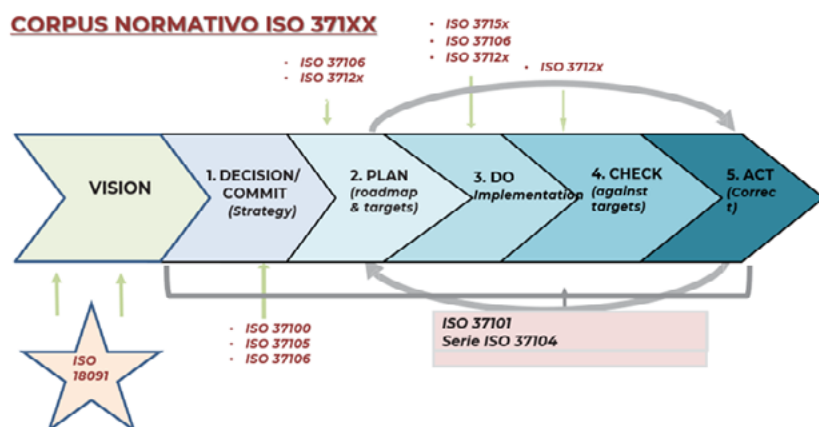 CORPUS NORMATIVO ISO 371XX
• ISO 37106
• ISO 3712x
• ISO 3715x
• ISO 37106
• ISO 3712x
• ISO 3712x
VISION
1. DECISION/
COMMIT
(Strategy)
2. PLAN
(roadmap
& targets)
3. DO
Implementation
4. CHECK
(against
targets)
5. ACT
(Correc
t)
ISO
18091
• ISO 37100
• ISO 37105
• ISO 37106
ISO 37101
Serie ISO 37104